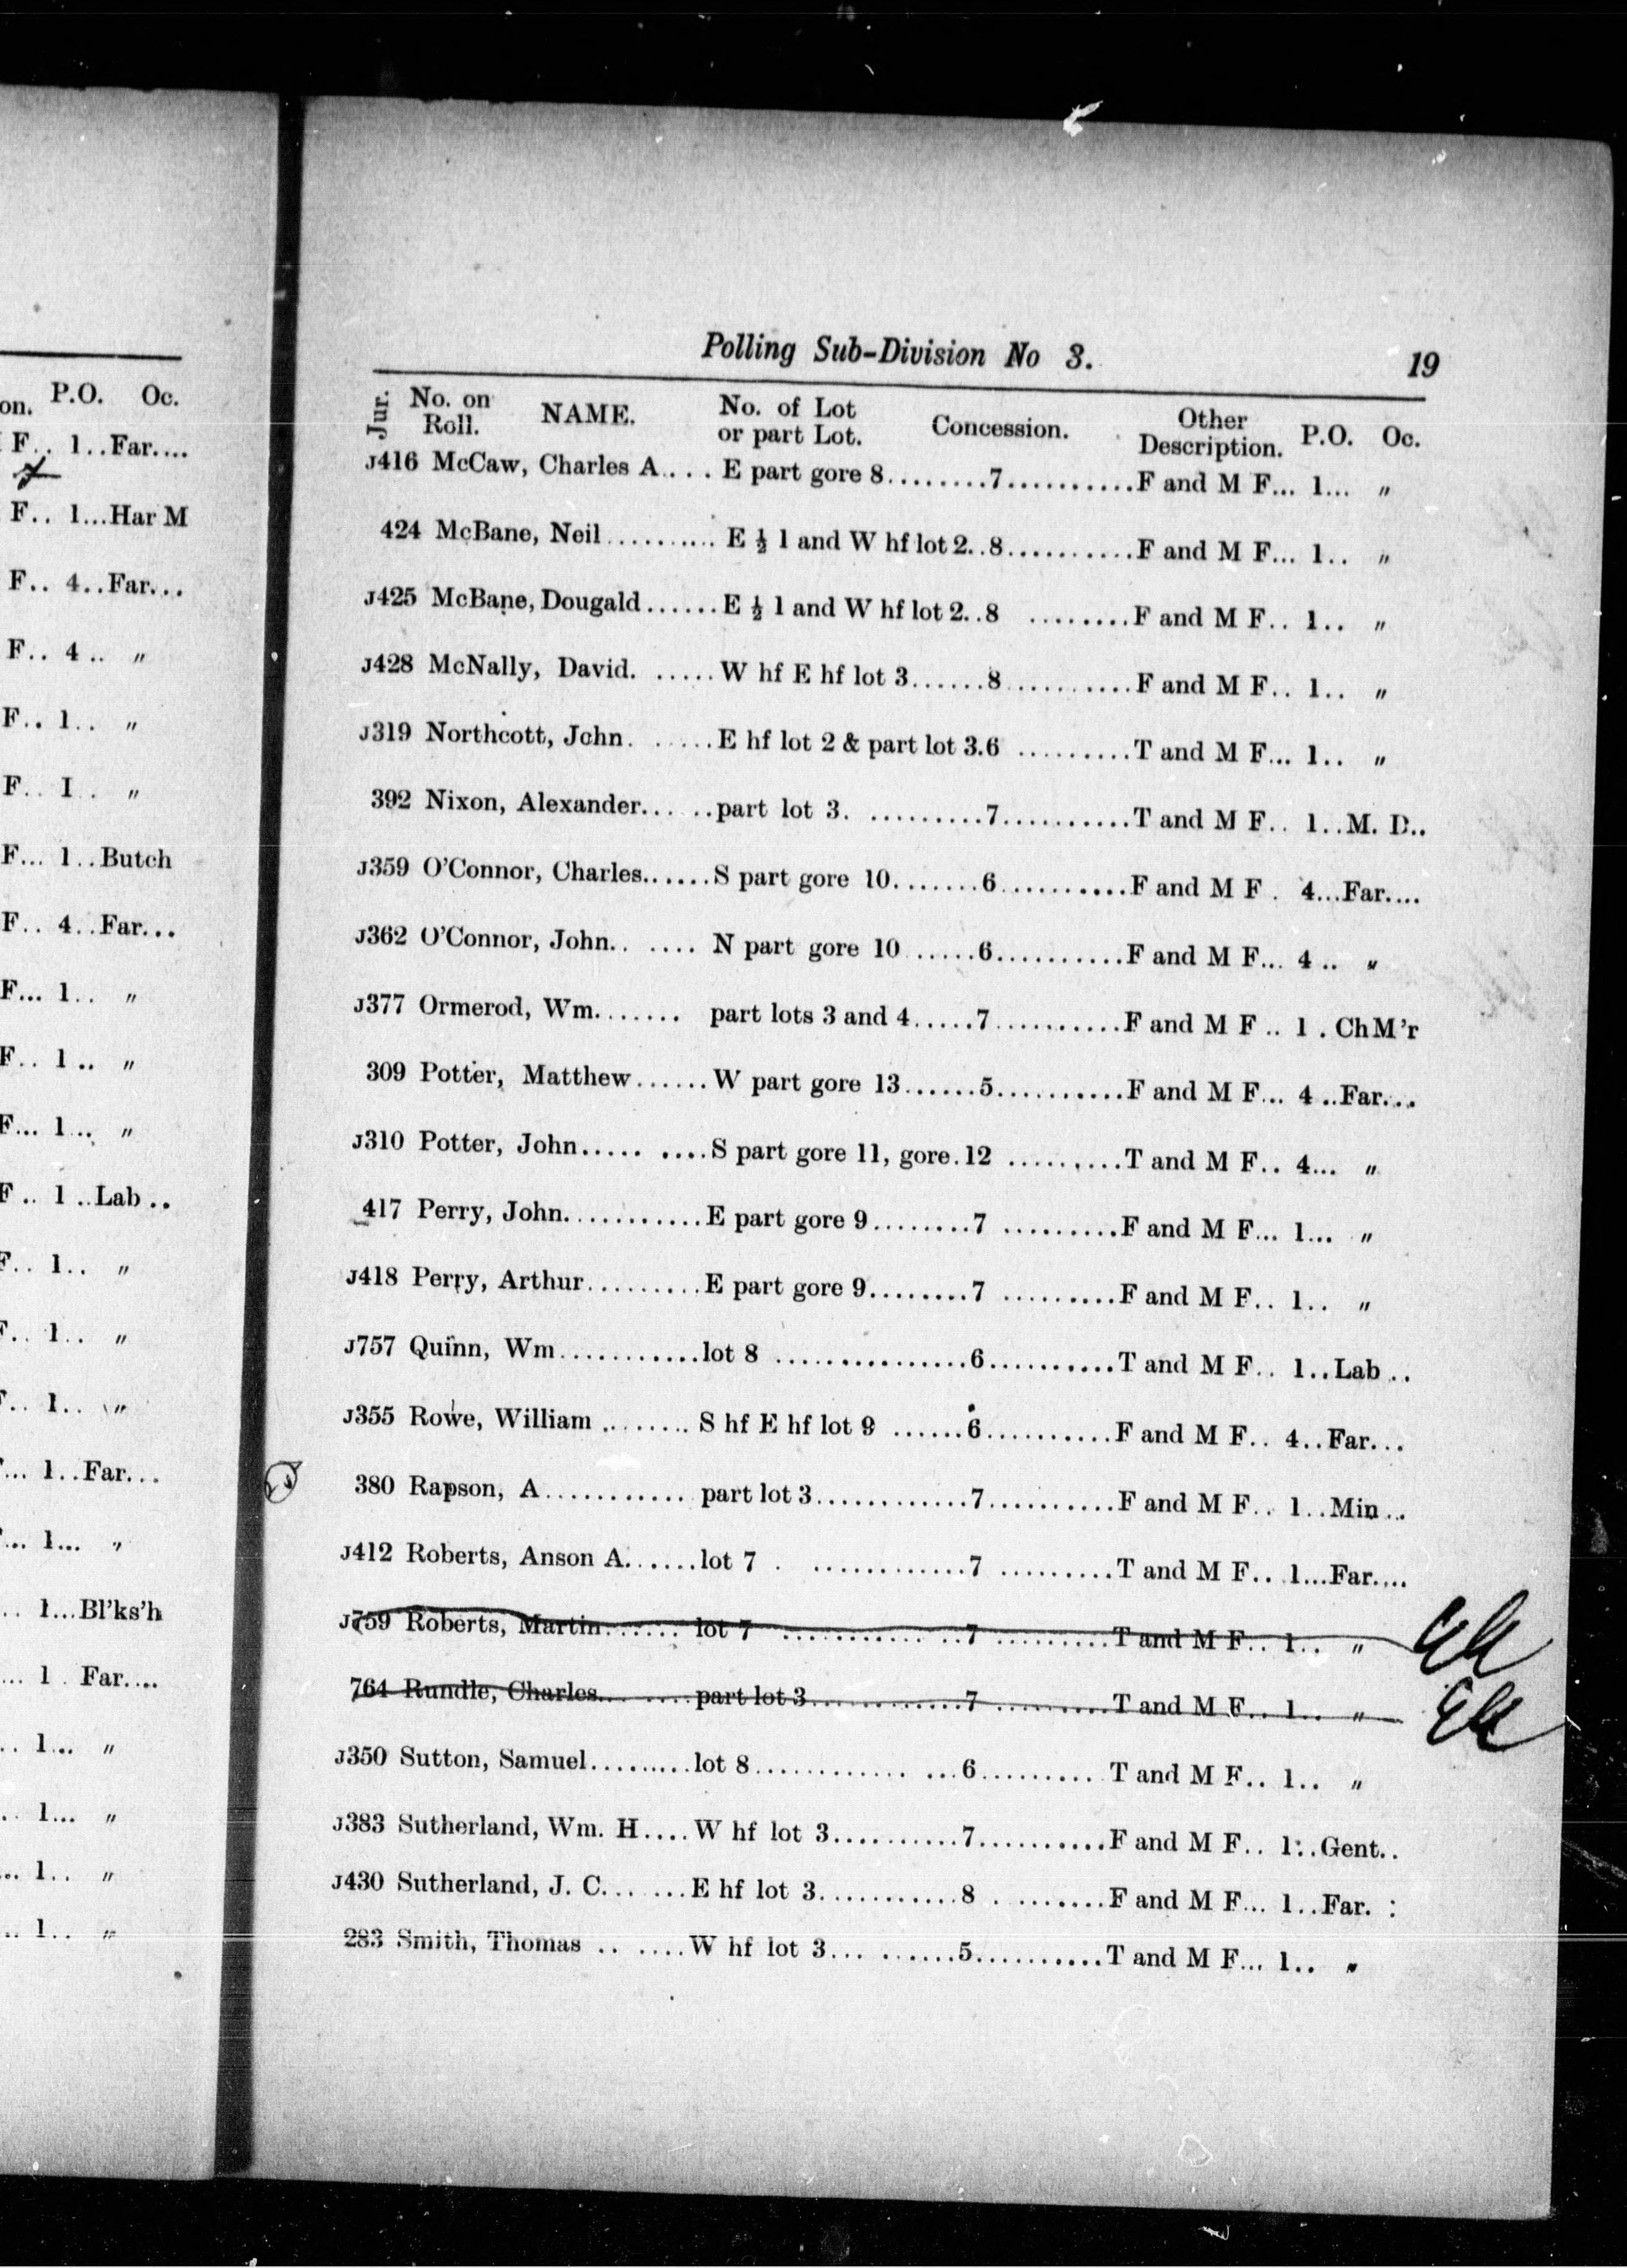 on. P.O. Oc.
F.. 1..Far....
F.. 1...Har M
F.. 4..Far...
F.. 4.. "
F.. 1.. "
F.. I.. "
F... 1..Butch
F.. 4..Far...
F... 1.. "
F.. 1.. "
F... 1... "
F.. 1..Lab..
F.. 1.. "
F.. 1.. "
1.. "
... 1..Far...
... 1... "
.. 1...Bl'ks'h
... 1. Far....
.. 1... "
.. 1... "
... 1.. "
.. 1.. "
Polling Sub-Division No 3. 19
Jur. No. on Roll. NAME. No. of Lot or part Lot. Concession. Other Description. P.O. Oc.
J416 McCaw, Charles A.... E part gore 8.........7...........F and M F... 1... "
424 McBane, Neil.......... E ½ 1 and W hf lot 2..8...........F and M F... 1.. "
J425 McBane, Dougald......E ½ 1 and W hf lot 2..8 .........F and M F.. 1.. "
J428 McNally, David. ......W hf E hf lot 3.......8...........F and M F.. 1.. "
J319 Northcott, John. ......E hf lot 2 & part lot 3.6 ..........T and M F... 1.. "
392 Nixon, Alexander......part lot 3. ..........7...........T and M F.. 1..M. D..
J359 O'Connor, Charles......S part gore 10........6...........F and M F. 4...Far....
J362 O'Connor, John.. .... N part gore 10......6...........F and M F... 4.. "
J377 Ormerod, Wm....... part lots 3 and 4.....7...........F and M F.. 1. ChM'r
309 Potter, Matthew......W part gore 13......5...........F and M F... 4..Far....
J310 Potter, John..... ....S part gore 11, gore.12 .........T and M F.. 4... "
417 Perry, John............E part gore 9........7 ..........F and M F... 1... "
J418 Perry, Arthur..........E part gore 9........7 ..........F and M F.. 1.. "
J757 Quinn, Wm............lot 8 ................6...........T and M F.. 1..Lab..
J355 Rowe, William ........ S hf E hf lot 9 ......6...........F and M F.. 4..Far...
380 Rapson, A............ part lot 3.............7...........F and M F.. 1..Min...
J412 Roberts, Anson A.......lot 7 . .............7 ..........T and M F.. 1...Far....
J759 Roberts, Martin....... lot 7 ............ ..7 ..........T and M F.. 1.. "
764 Rundle, Charles... .....part lot 3.............7 ..........T and M F.. 1.. "
J350 Sutton, Samuel..........lot 8............. ...6.......... T and M F.. 1.. "
J383 Sutherland, Wm. H....W hf lot 3...........7...........F and M F.. 1..Gent..
J430 Sutherland, J. C.......E hf lot 3............8 .........F and M F... 1..Far. :
283 Smith, Thomas .. .....W hf lot 3... .......5...........T and M F... 1.. "